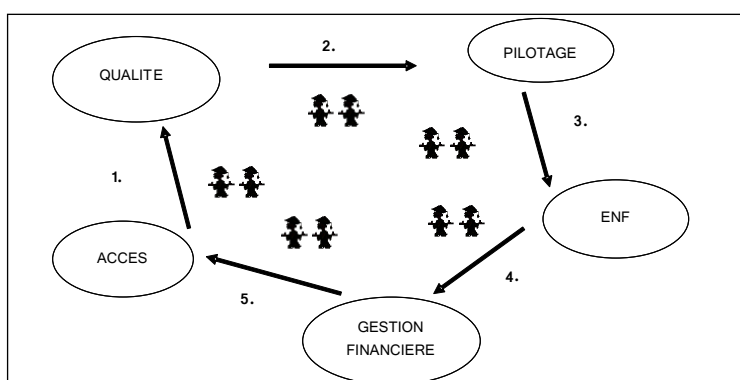 2.
PILOTAGE
QUALITE
3.
1.
ENF
ACCES
4.
5.
GESTION
FINANCIERE